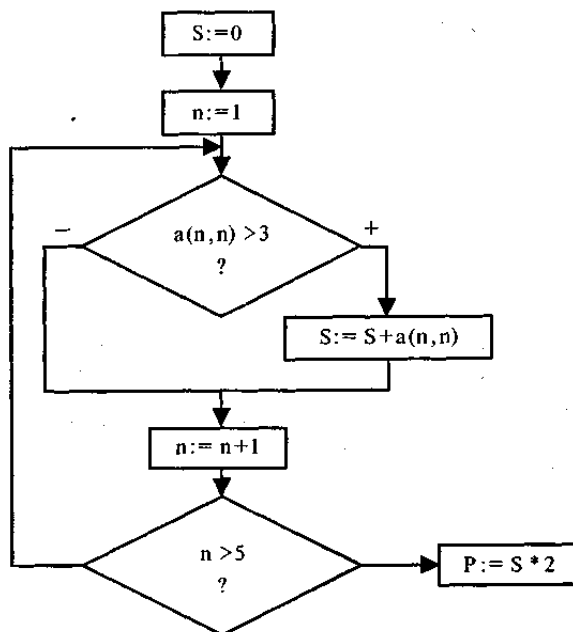 S:=0
n:=1
− a(n,n) >3 +
?
S:= S+a(n,n)
n:= n+1
n >5
?
P:= S*2